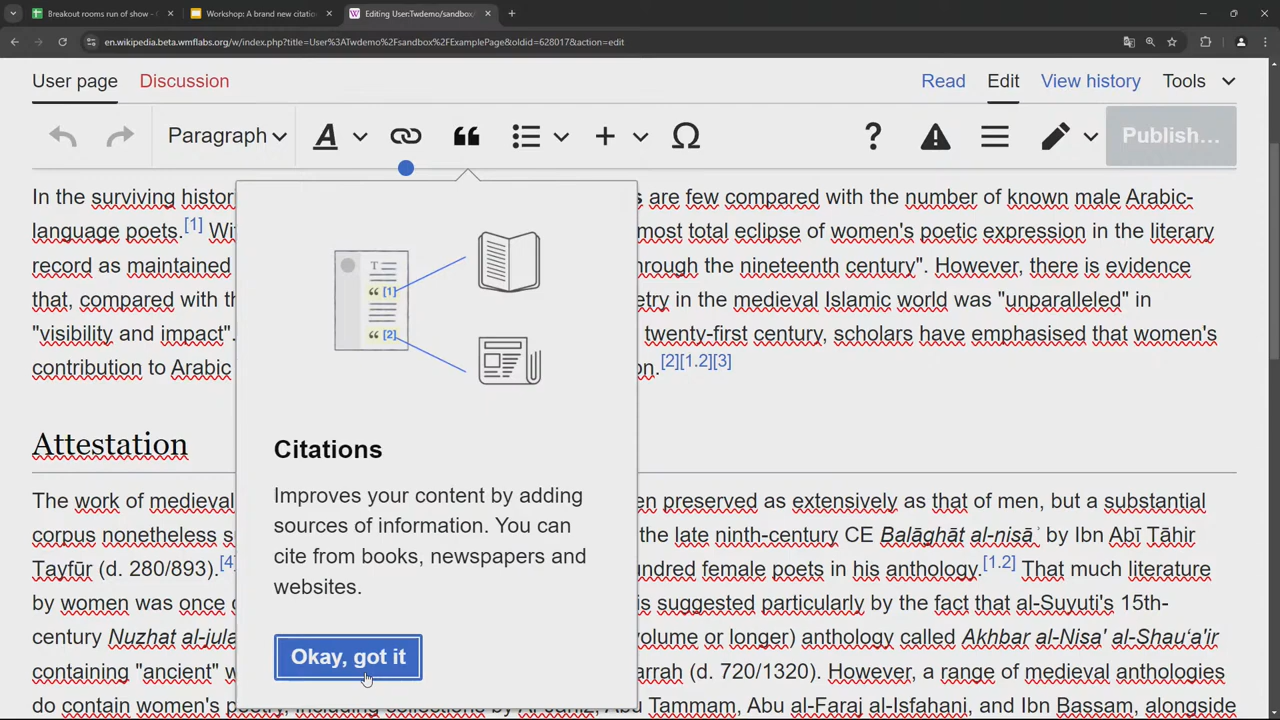 Breakout rooms run of show -
Workshop: A brand new citation
Editing User:Twdemo/sandbox/
en.wikipedia.beta.wmflabs.org/w/index.php?title=User%3ATwdemo%2Fsandbox%2FExamplePage&oldid=628017&action=edit
User page Discussion Read Edit View history Tools
Paragraph A Ω ? Publish...
In the surviving histor s are few compared with the number of known male Arabic-
language poets.[1] Wi most total eclipse of women's poetic expression in the literary
record as maintained hrough the nineteenth century". However, there is evidence
that, compared with th etry in the medieval Islamic world was "unparalleled" in
"visibility and impact". twenty-first century, scholars have emphasised that women's
contribution to Arabic on.[2][1.2][3]
T
[1]
[2]
Citations
Improves your content by adding
sources of information. You can
cite from books, newspapers and
websites.
Okay, got it
Attestation
The work of medieval en preserved as extensively as that of men, but a substantial
corpus nonetheless s the late ninth-century CE Balāghāt al-nisāʾ by Ibn Abī Ṭāhir
Tayfūr (d. 280/893).[4] undred female poets in his anthology.[1.2] That much literature
by women was once c is suggested particularly by the fact that al-Suyuti's 15th-
century Nuzhat al-jula volume or longer) anthology called Akhbar al-Nisa' al-Shau‘a'ir
containing "ancient" w arrah (d. 720/1320). However, a range of medieval anthologies
do contain women's poetry, including collections by Al-Jahiz, Abu Tammam, Abu al-Faraj al-Isfahani, and Ibn Bassam, alongside